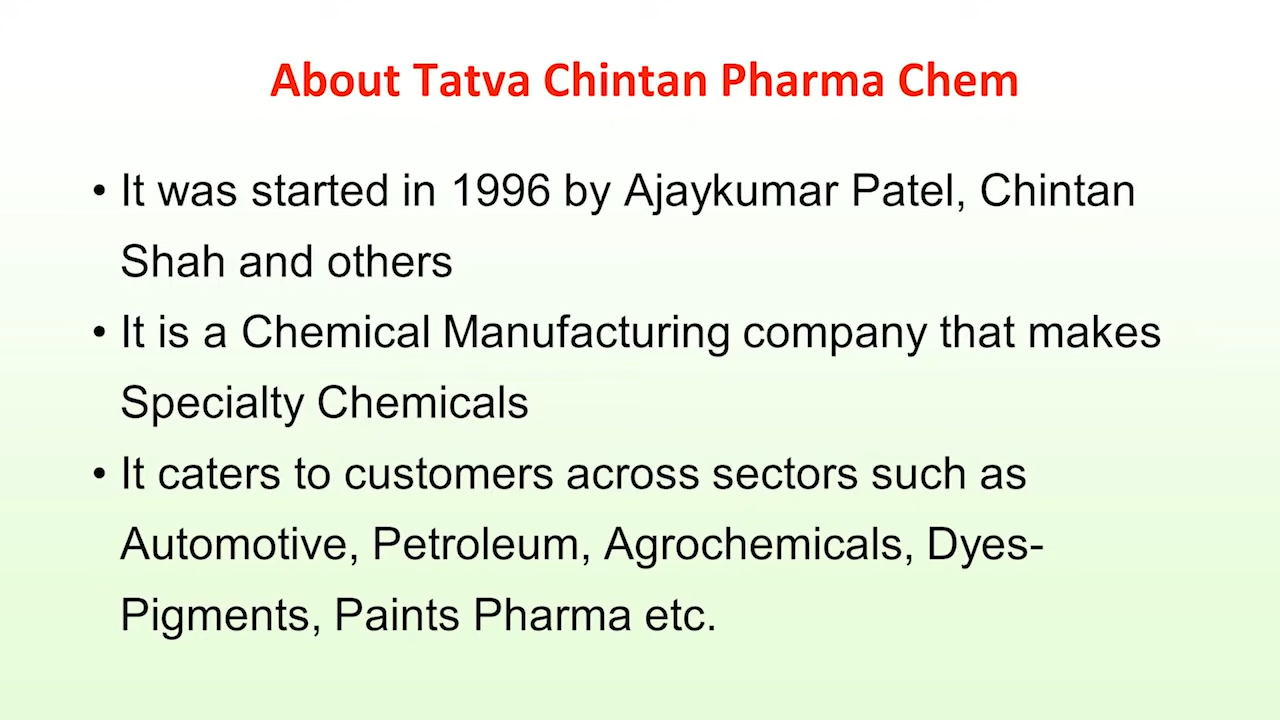 About Tatva Chintan Pharma Chem
• It was started in 1996 by Ajaykumar Patel, Chintan
Shah and others
• It is a Chemical Manufacturing company that makes
Specialty Chemicals
• It caters to customers across sectors such as
Automotive, Petroleum, Agrochemicals, Dyes-
Pigments, Paints Pharma etc.